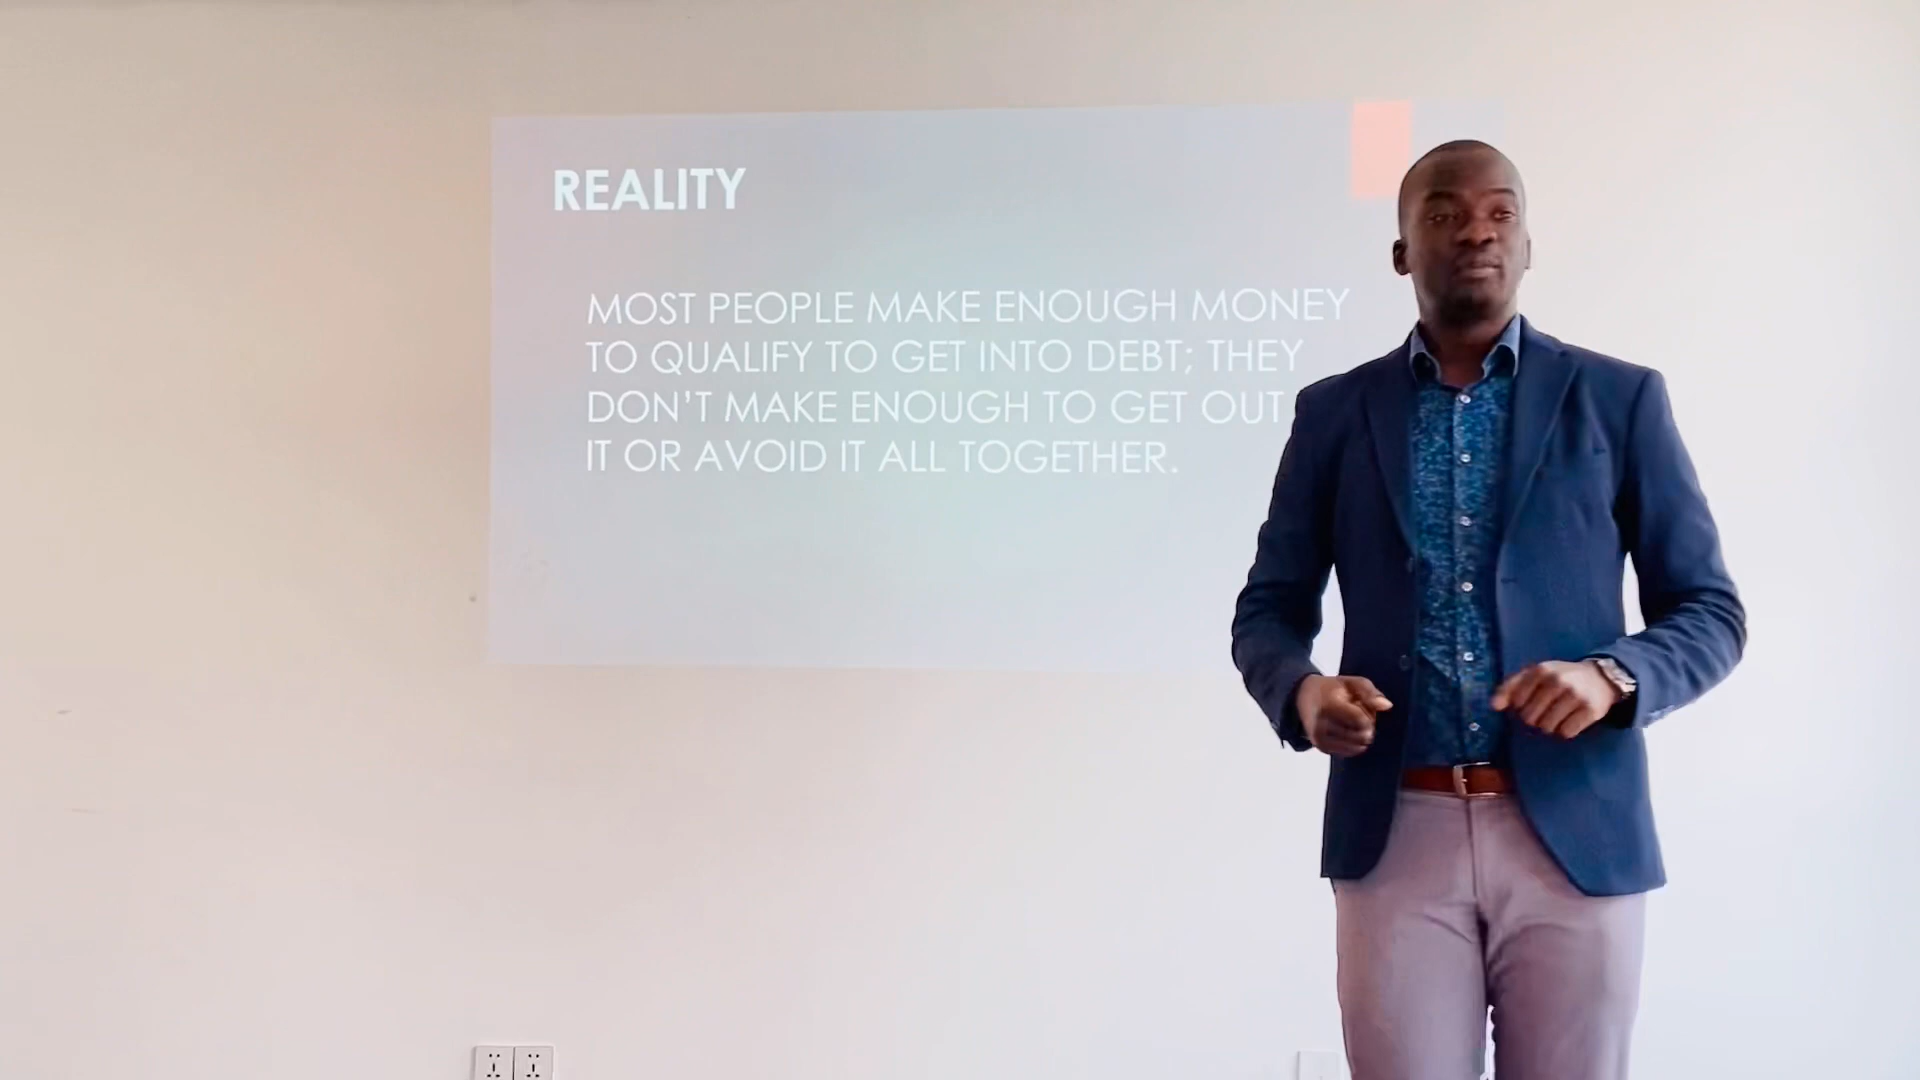 REALITY
MOST PEOPLE MAKE ENOUGH MONEY
TO QUALIFY TO GET INTO DEBT; THEY
DON'T MAKE ENOUGH TO GET OUT
IT OR AVOID IT ALL TOGETHER.